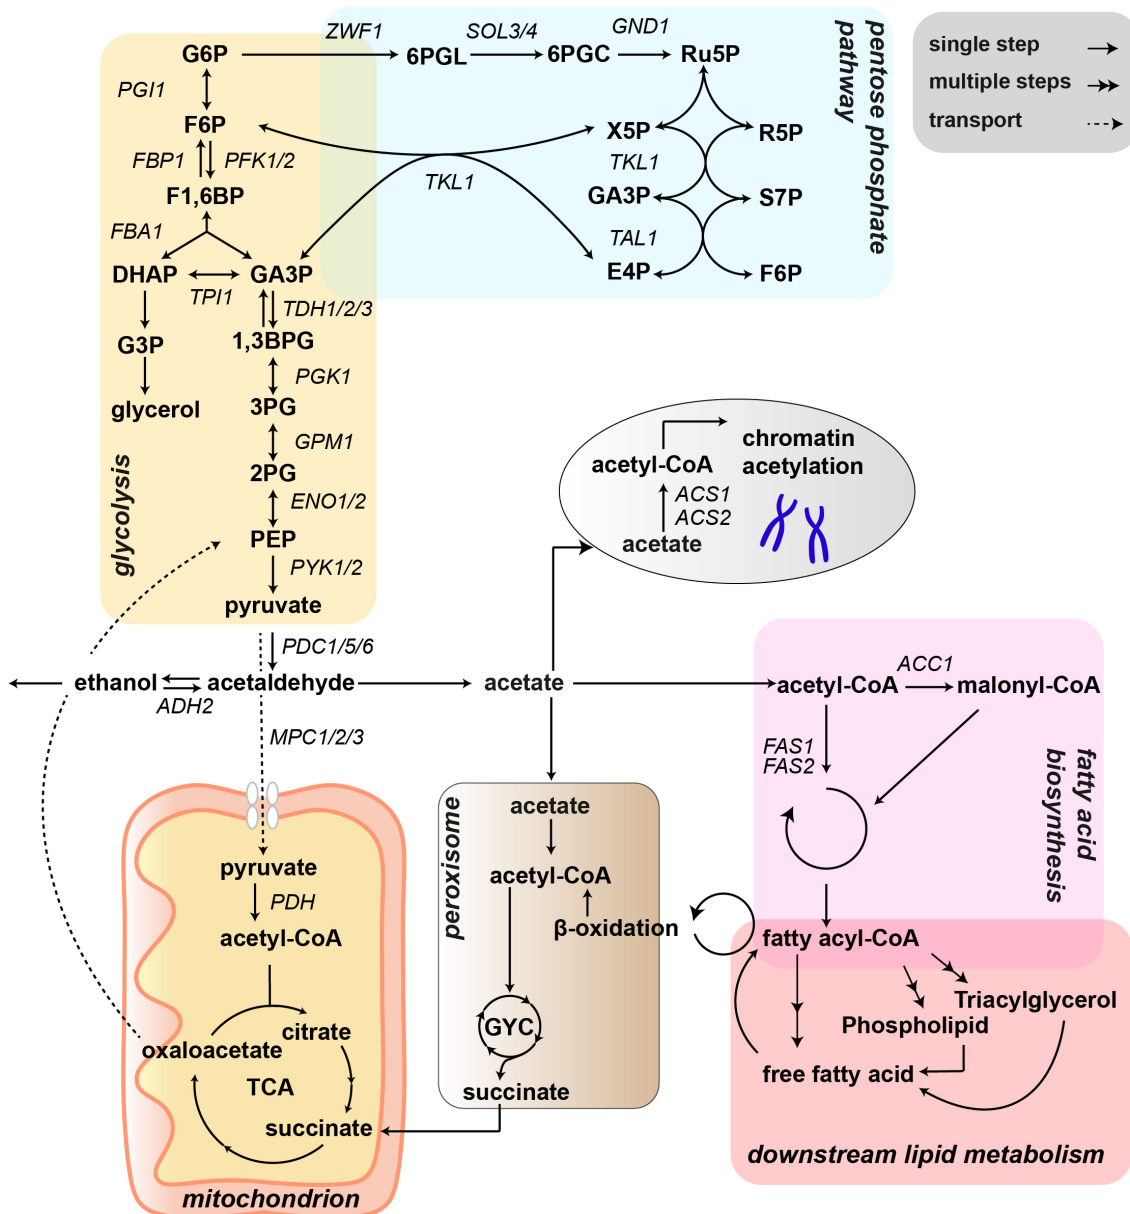 ZWF1
SOL3/4
GND1
G6P
6PGL
6PGC
Ru5P
pentose phosphate
pathway
single step
multiple steps
transport
PGI1
F6P
X5P
R5P
FBP1
PFK1/2
TKL1
TKL1
F1,6BP
GA3P
S7P
FBA1
TAL1
DHAP
GA3P
E4P
F6P
TPI1
TDH1/2/3
G3P
1,3BPG
PGK1
glycerol
3PG
GPM1
2PG
ENO1/2
PEP
PYK1/2
pyruvate
glycolysis
chromatin
acetylation
acetyl-CoA
ACS1
ACS2
acetate
PDC1/5/6
ethanol
acetaldehyde
ADH2
acetate
acetyl-CoA
ACC1
malonyl-CoA
MPC1/2/3
FAS1
FAS2
fatty acid
biosynthesis
peroxisome
acetate
acetyl-CoA
β-oxidation
GYC
succinate
pyruvate
PDH
acetyl-CoA
citrate
oxaloacetate
TCA
succinate
mitochondrion
fatty acyl-CoA
Triacylglycerol
Phospholipid
free fatty acid
downstream lipid metabolism